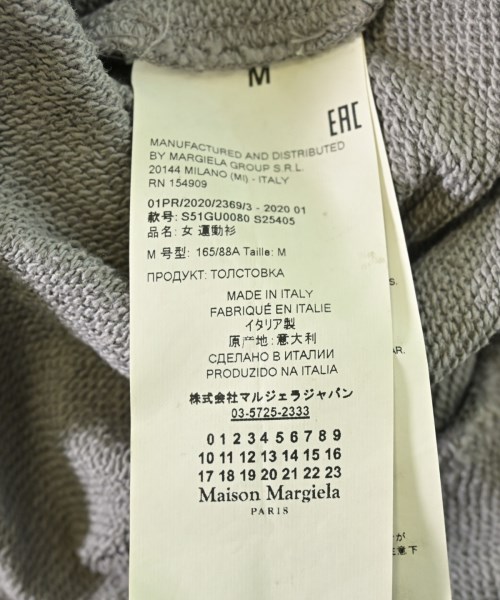 M
EAC
MANUFACTURED AND DISTRIBUTED
BY MARGIELA GROUP S.R.L.
20144 MILANO (MI) - ITALY
RN 154909
01PR/2020/2369/3 - 2020 01
款号: S51GU0080 S25405
品名: 女 運動衫
M 号型: 165/88A Taille: M
ПРОДУКТ: ТОЛСТОВКА
MADE IN ITALY
FABRIQUÉ EN ITALIE
イタリア製
原产地: 意大利
СДЕЛАНО В ИТАЛИИ
PRODUZIDO NA ITALIA
株式会社マルジェラジャパン
03-5725-2333
0 1 2 3 4 5 6 7 8 9
10 11 12 13 14 15 16
17 18 19 20 21 22 23
Maison Margiela
PARIS
AR.
が
意下